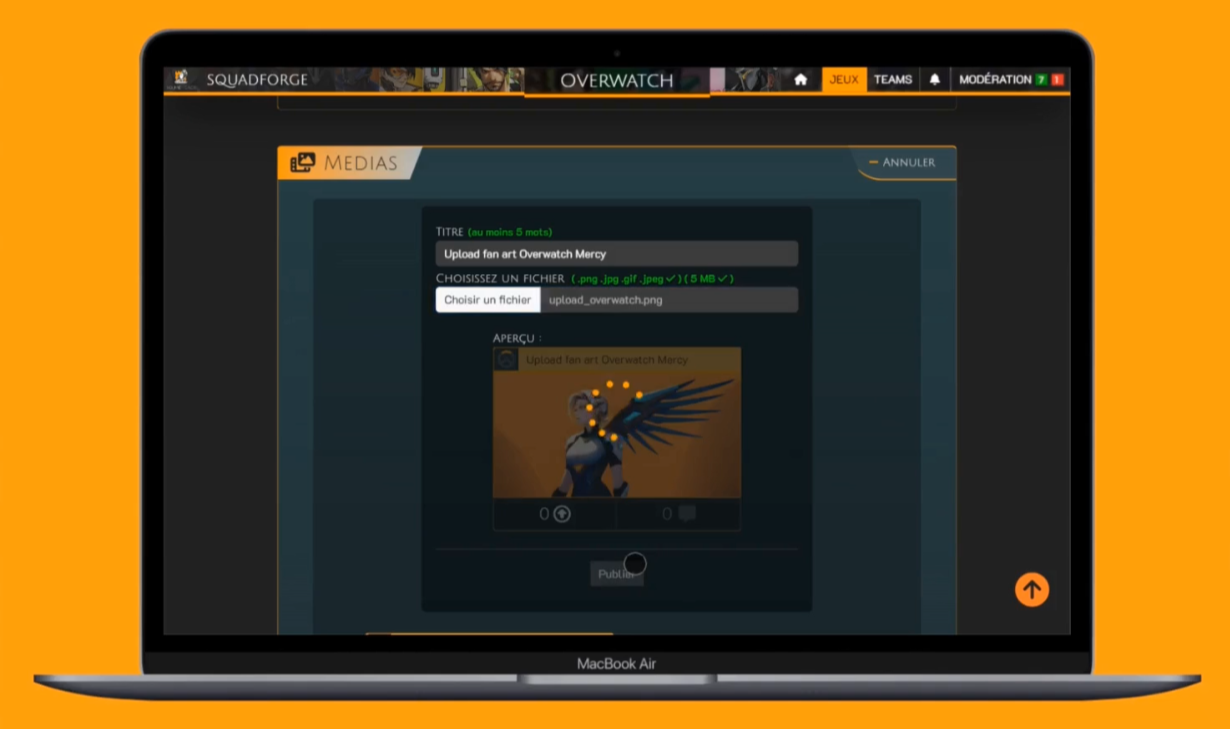 SQUADFORGE
OVERWATCH
JEUX
TEAMS
MODÉRATION 7 1
MEDIAS
ANNULER
TITRE (au moins 5 mots)
Upload fan art Overwatch Mercy
CHOISISSEZ UN FICHIER ( .png .jpg .gif .jpeg ✓ ) ( 5 MB ✓ )
Choisir un fichier upload_overwatch.png
APERÇU :
Upload fan art Overwatch Mercy
0 0
Publier
MacBook Air